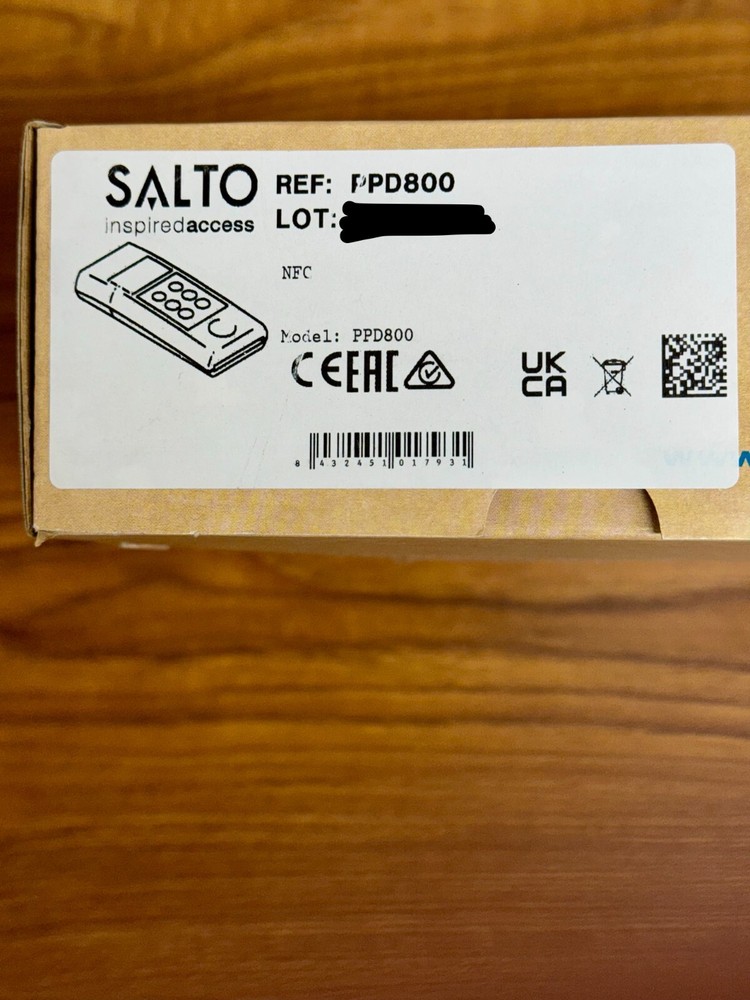 SALTO
inspiredaccess
REF: PPD800
LOT:
NFC
Model: PPD800
CE EAC
UK
CA
8 432451 017931